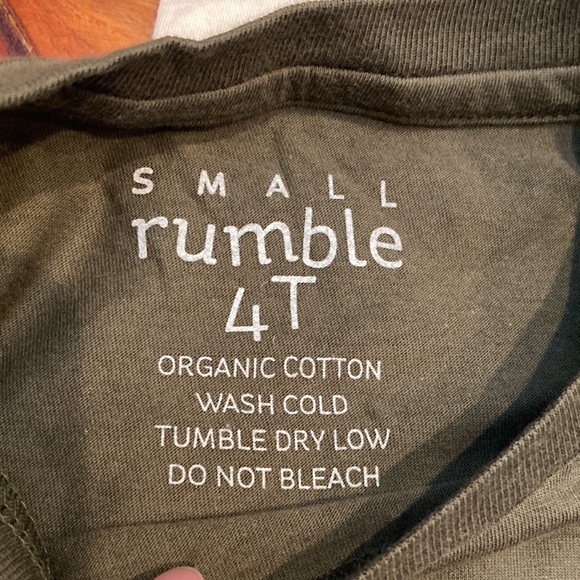 SMALL
rumble
4T
ORGANIC COTTON
WASH COLD
TUMBLE DRY LOW
DO NOT BLEACH